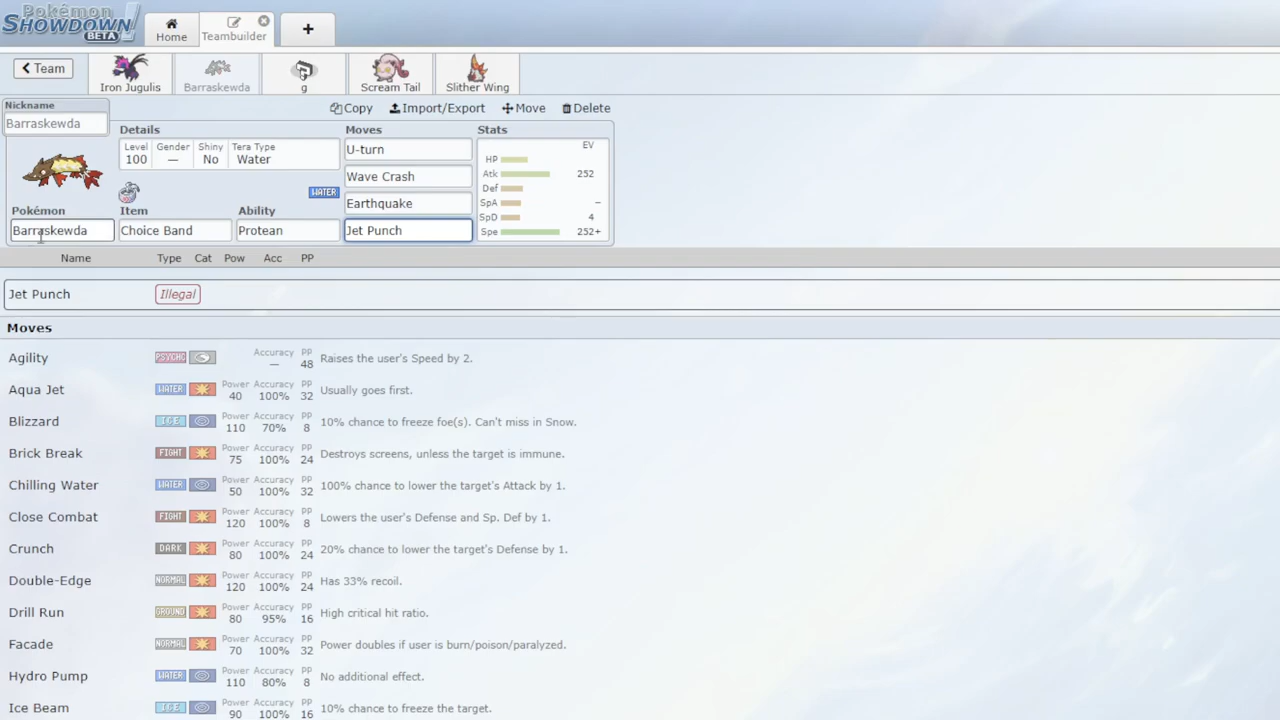 Pokémon
SHOWDOWN!
BETA
Home
Teambuilder
+
Team
Iron Jugulis
Barraskewda
g
Scream Tail
Slither Wing
Nickname
Barraskewda
Copy
Import/Export
Move
Delete
Details
Level Gender Shiny Tera Type
100 — No Water
WATER
Pokémon Item Ability
Barraskewda Choice Band Protean
Moves
U-turn
Wave Crash
Earthquake
Jet Punch
Stats
EV
HP
Atk 252
Def
SpA –
SpD 4
Spe 252+
Name Type Cat Pow Acc PP
Jet Punch Illegal
Moves
Agility PSYCHC Accuracy — PP 48 Raises the user's Speed by 2.
Aqua Jet WATER Power 40 Accuracy 100% PP 32 Usually goes first.
Blizzard ICE Power 110 Accuracy 70% PP 8 10% chance to freeze foe(s). Can't miss in Snow.
Brick Break FIGHT Power 75 Accuracy 100% PP 24 Destroys screens, unless the target is immune.
Chilling Water WATER Power 50 Accuracy 100% PP 32 100% chance to lower the target's Attack by 1.
Close Combat FIGHT Power 120 Accuracy 100% PP 8 Lowers the user's Defense and Sp. Def by 1.
Crunch DARK Power 80 Accuracy 100% PP 24 20% chance to lower the target's Defense by 1.
Double-Edge NORMAL Power 120 Accuracy 100% PP 24 Has 33% recoil.
Drill Run GROUND Power 80 Accuracy 95% PP 16 High critical hit ratio.
Facade NORMAL Power 70 Accuracy 100% PP 32 Power doubles if user is burn/poison/paralyzed.
Hydro Pump WATER Power 110 Accuracy 80% PP 8 No additional effect.
Ice Beam ICE Power 90 Accuracy 100% PP 16 10% chance to freeze the target.